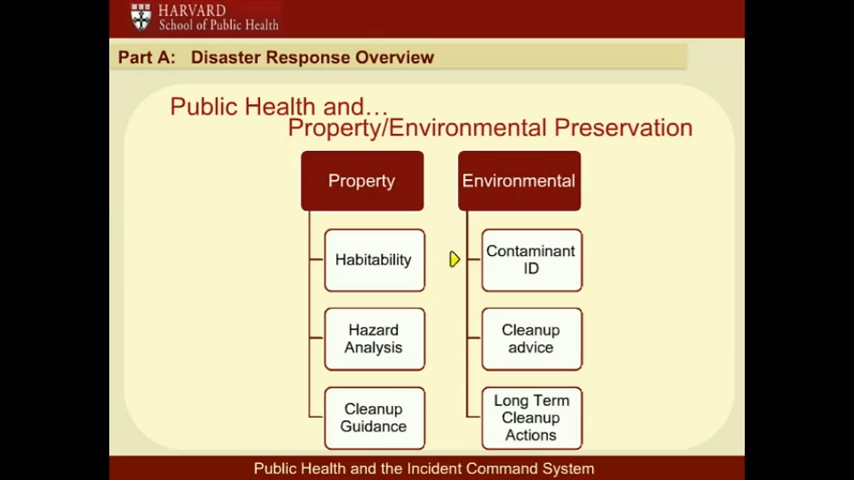 HARVARD
School of Public Health
Part A: Disaster Response Overview
Public Health and…
Property/Environmental Preservation
Property
Environmental
Habitability
Contaminant
ID
Hazard
Analysis
Cleanup
advice
Cleanup
Guidance
Long Term
Cleanup
Actions
Public Health and the Incident Command System